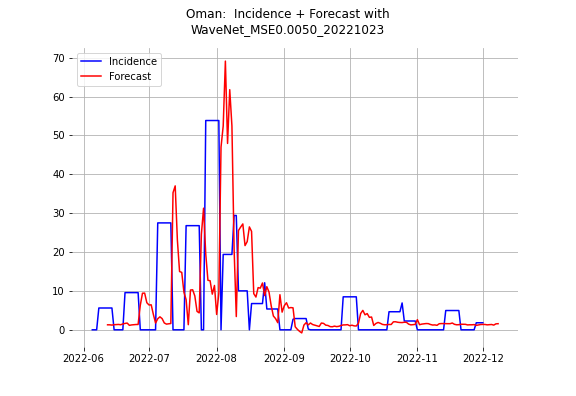 Oman:  Incidence + Forecast with
WaveNet_MSE0.0050_20221023
Incidence
Forecast
70
60
50
40
30
20
10
0
2022-06 2022-07 2022-08 2022-09 2022-10 2022-11 2022-12